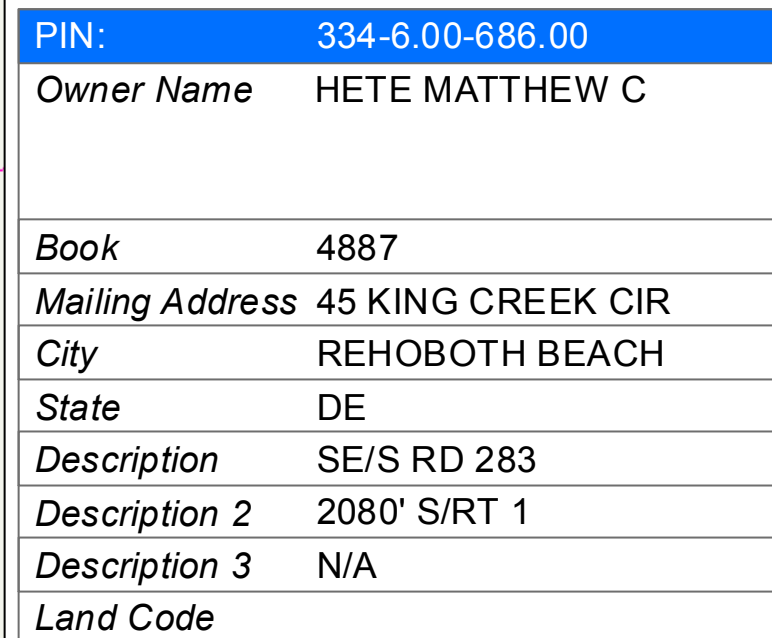 PIN: 334-6.00-686.00
Owner Name HETE MATTHEW C
Book 4887
Mailing Address 45 KING CREEK CIR
City REHOBOTH BEACH
State DE
Description SE/S RD 283
Description 2 2080' S/RT 1
Description 3 N/A
Land Code